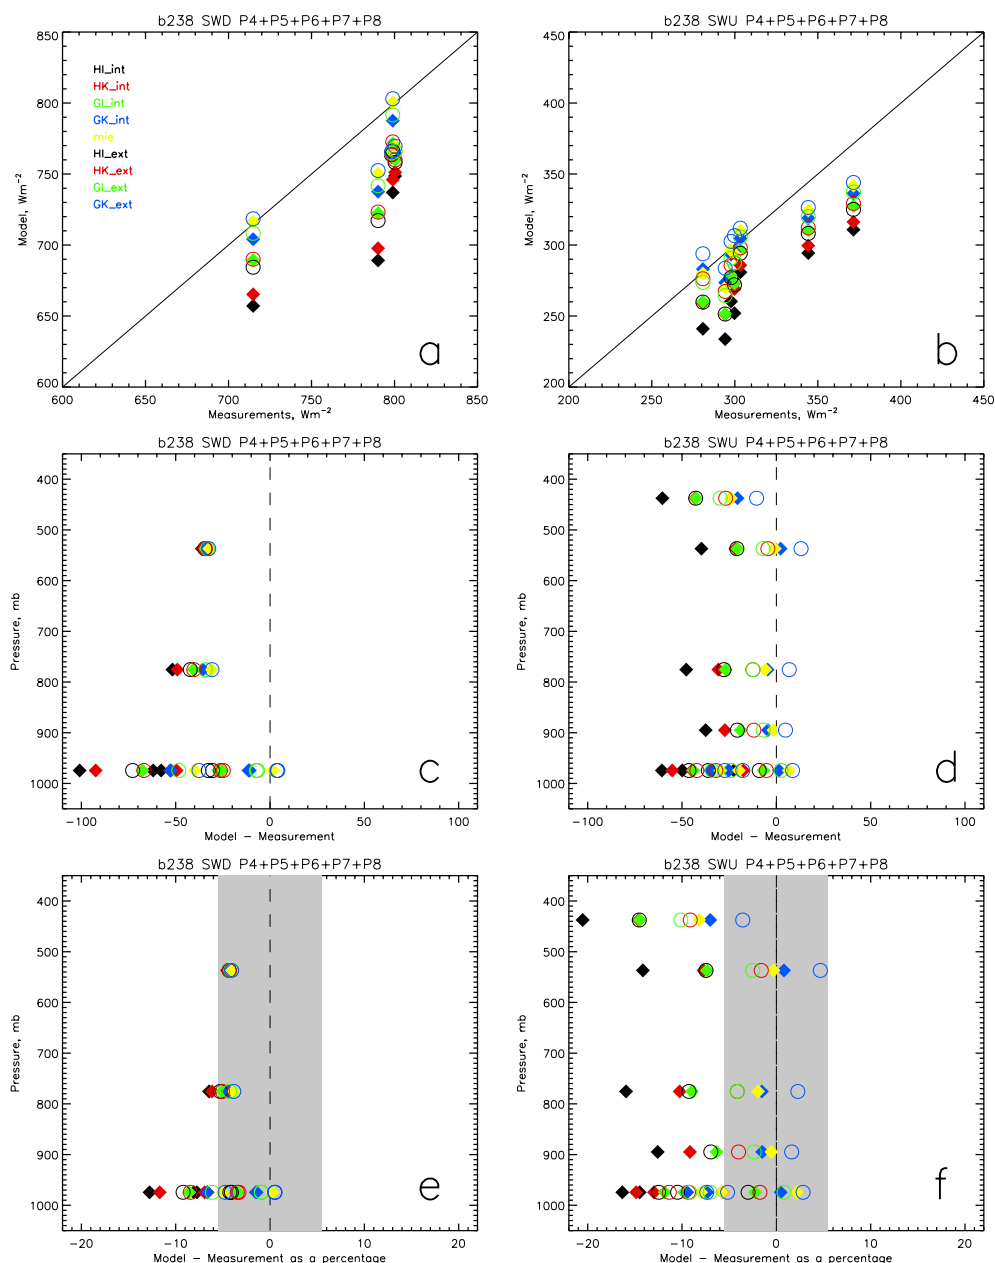 b238 SWD P4+P5+P6+P7+P8
850
800
750
700
650
600
Model, Wm⁻²
HI_int
HK_int
GI_int
GK_int
mie
HI_ext
HK_ext
GI_ext
GK_ext
a
600 650 700 750 800 850
Measurements, Wm⁻²
b238 SWU P4+P5+P6+P7+P8
450
400
350
300
250
200
Model, Wm⁻²
b
200 250 300 350 400 450
Measurements, Wm⁻²
b238 SWD P4+P5+P6+P7+P8
400
500
600
700
800
900
1000
Pressure, mb
c
−100 −50 0 50 100
Model − Measurement
b238 SWU P4+P5+P6+P7+P8
400
500
600
700
800
900
1000
Pressure, mb
d
−100 −50 0 50 100
Model − Measurement
b238 SWD P4+P5+P6+P7+P8
400
500
600
700
800
900
1000
Pressure, mb
e
−20 −10 0 10 20
Model − Measurement as a percentage
b238 SWU P4+P5+P6+P7+P8
400
500
600
700
800
900
1000
Pressure, mb
f
−20 −10 0 10 20
Model − Measurement as a percentage